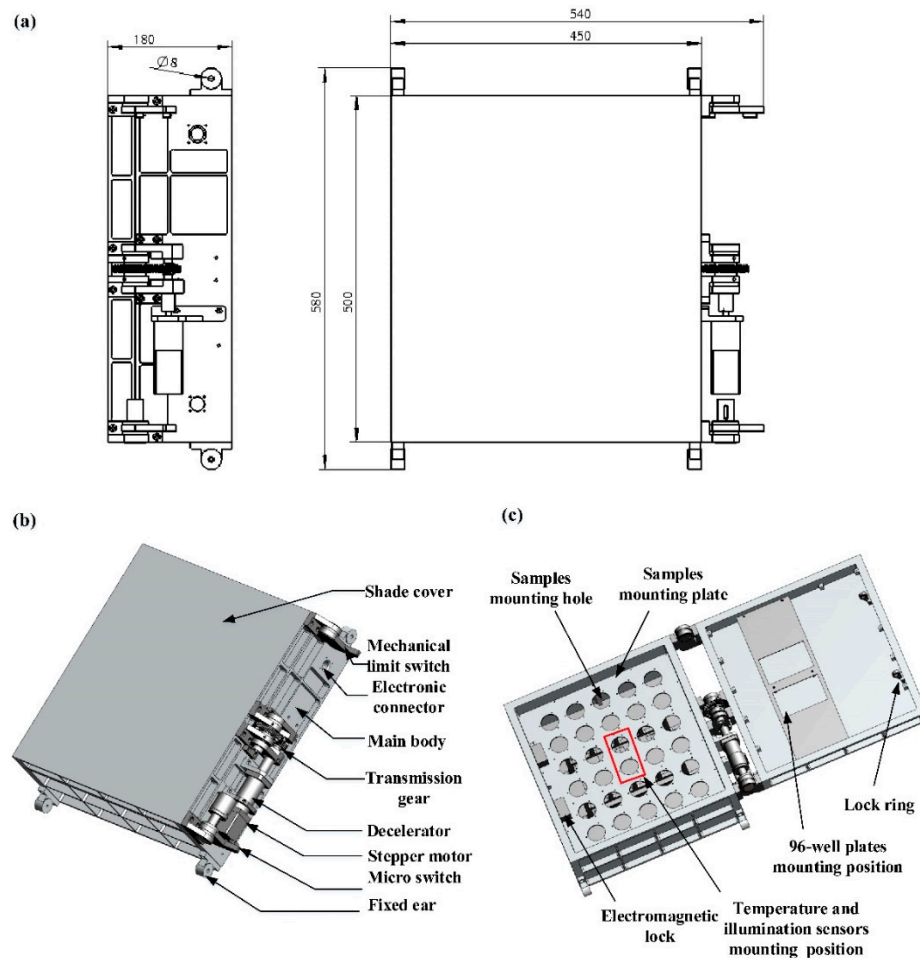 (a)
540
180
450
Ø8
580
500
(b)
Shade cover
Mechanical
limit switch
Electronic
connector
Main body
Transmission
gear
Decelerator
Stepper motor
Micro switch
Fixed ear
(c)
Samples
mounting hole
Samples
mounting plate
Lock ring
96-well plates
mounting position
Electromagnetic
lock
Temperature and
illumination sensors
mounting position